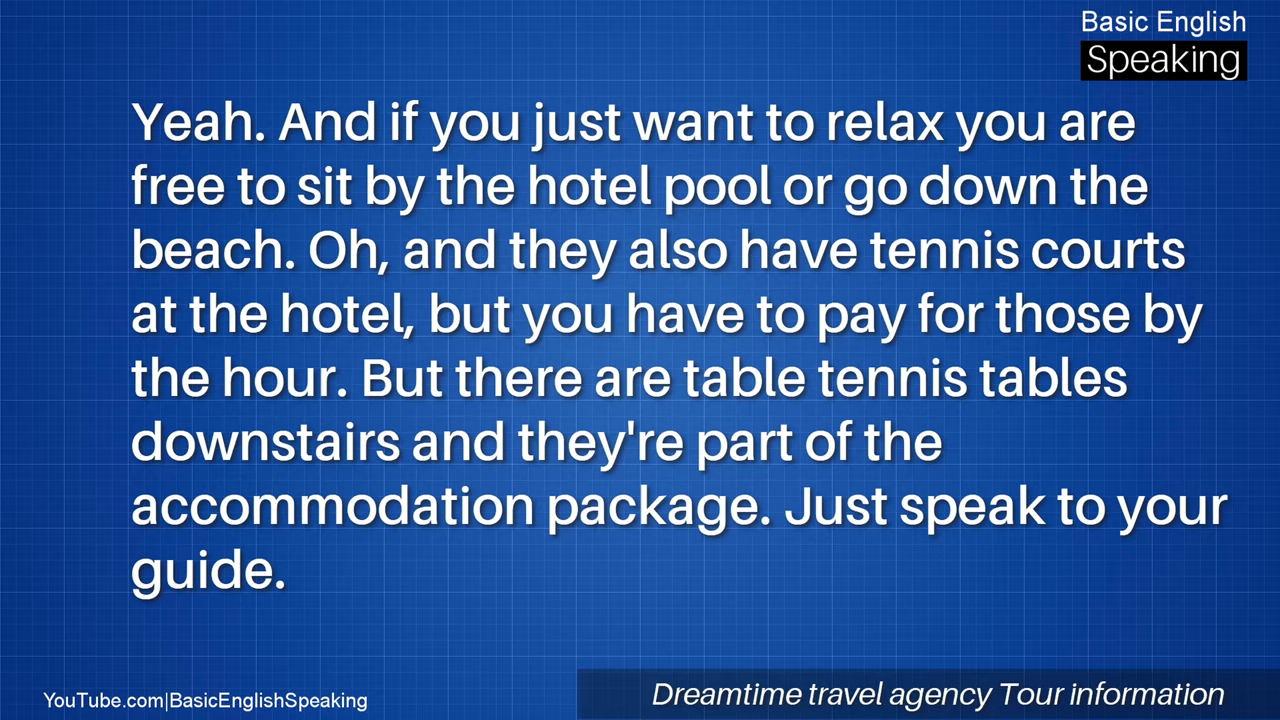 Basic English
Speaking
Yeah. And if you just want to relax you are
free to sit by the hotel pool or go down the
beach. Oh, and they also have tennis courts
at the hotel, but you have to pay for those by
the hour. But there are table tennis tables
downstairs and they're part of the
accommodation package. Just speak to your
guide.
YouTube.com|BasicEnglishSpeaking
Dreamtime travel agency Tour information